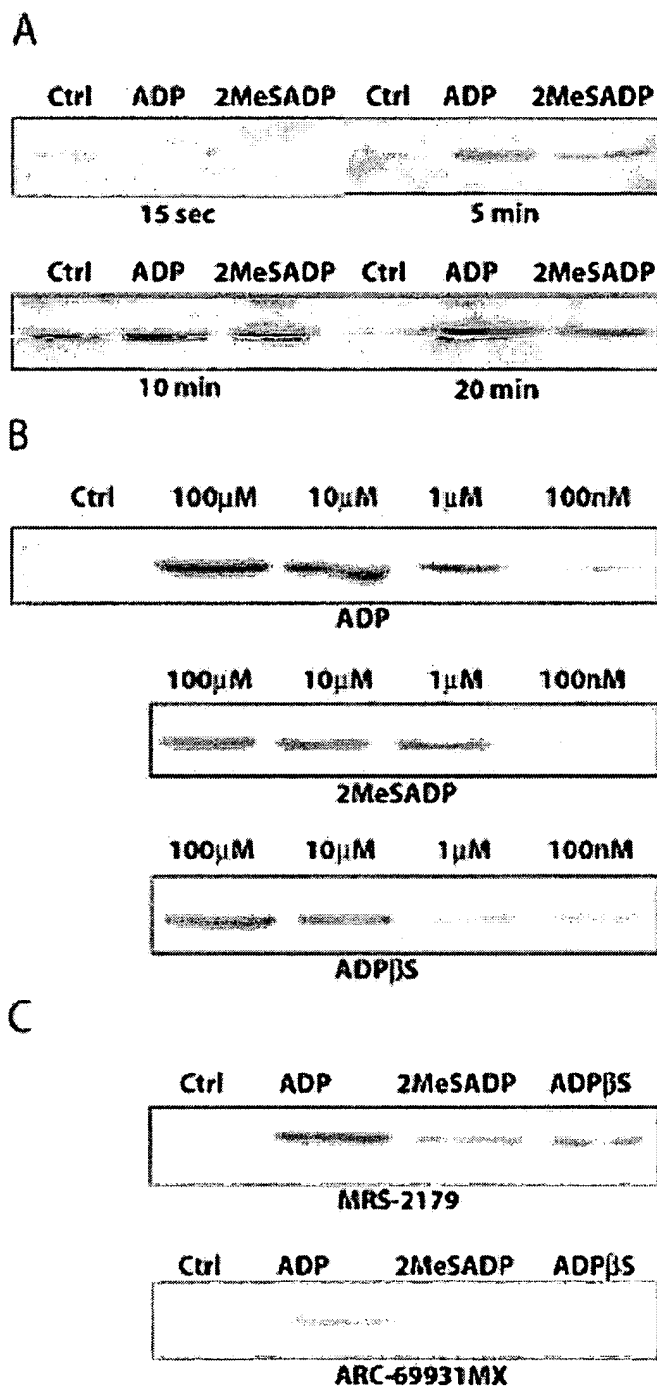 A
Ctrl ADP 2MeSADP Ctrl ADP 2MeSADP
15 sec 5 min
Ctrl ADP 2MeSADP Ctrl ADP 2MeSADP
10 min 20 min
B
Ctrl 100µM 10µM 1µM 100nM
ADP
100µM 10µM 1µM 100nM
2MeSADP
100µM 10µM 1µM 100nM
ADPβS
C
Ctrl ADP 2MeSADP ADPβS
MRS-2179
Ctrl ADP 2MeSADP ADPβS
ARC-69931MX